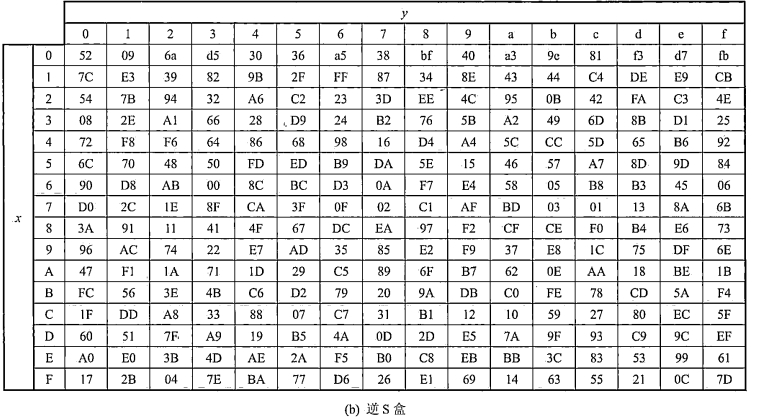 y
0 1 2 3 4 5 6 7 8 9 a b c d e f
0 52 09 6a d5 30 36 a5 38 bf 40 a3 9e 81 f3 d7 fb
1 7C E3 39 82 9B 2F FF 87 34 8E 43 44 C4 DE E9 CB
2 54 7B 94 32 A6 C2 23 3D EE 4C 95 0B 42 FA C3 4E
3 08 2E A1 66 28 D9 24 B2 76 5B A2 49 6D 8B D1 25
4 72 F8 F6 64 86 68 98 16 D4 A4 5C CC 5D 65 B6 92
5 6C 70 48 50 FD ED B9 DA 5E 15 46 57 A7 8D 9D 84
6 90 D8 AB 00 8C BC D3 0A F7 E4 58 05 B8 B3 45 06
7 D0 2C 1E 8F CA 3F 0F 02 C1 AF BD 03 01 13 8A 6B
x
8 3A 91 11 41 4F 67 DC EA 97 F2 CF CE F0 B4 E6 73
9 96 AC 74 22 E7 AD 35 85 E2 F9 37 E8 1C 75 DF 6E
A 47 F1 1A 71 1D 29 C5 89 6F B7 62 0E AA 18 BE 1B
B FC 56 3E 4B C6 D2 79 20 9A DB C0 FE 78 CD 5A F4
C 1F DD A8 33 88 07 C7 31 B1 12 10 59 27 80 EC 5F
D 60 51 7F A9 19 B5 4A 0D 2D E5 7A 9F 93 C9 9C EF
E A0 E0 3B 4D AE 2A F5 B0 C8 EB BB 3C 83 53 99 61
F 17 2B 04 7E BA 77 D6 26 E1 69 14 63 55 21 0C 7D
(b) 逆 S 盒